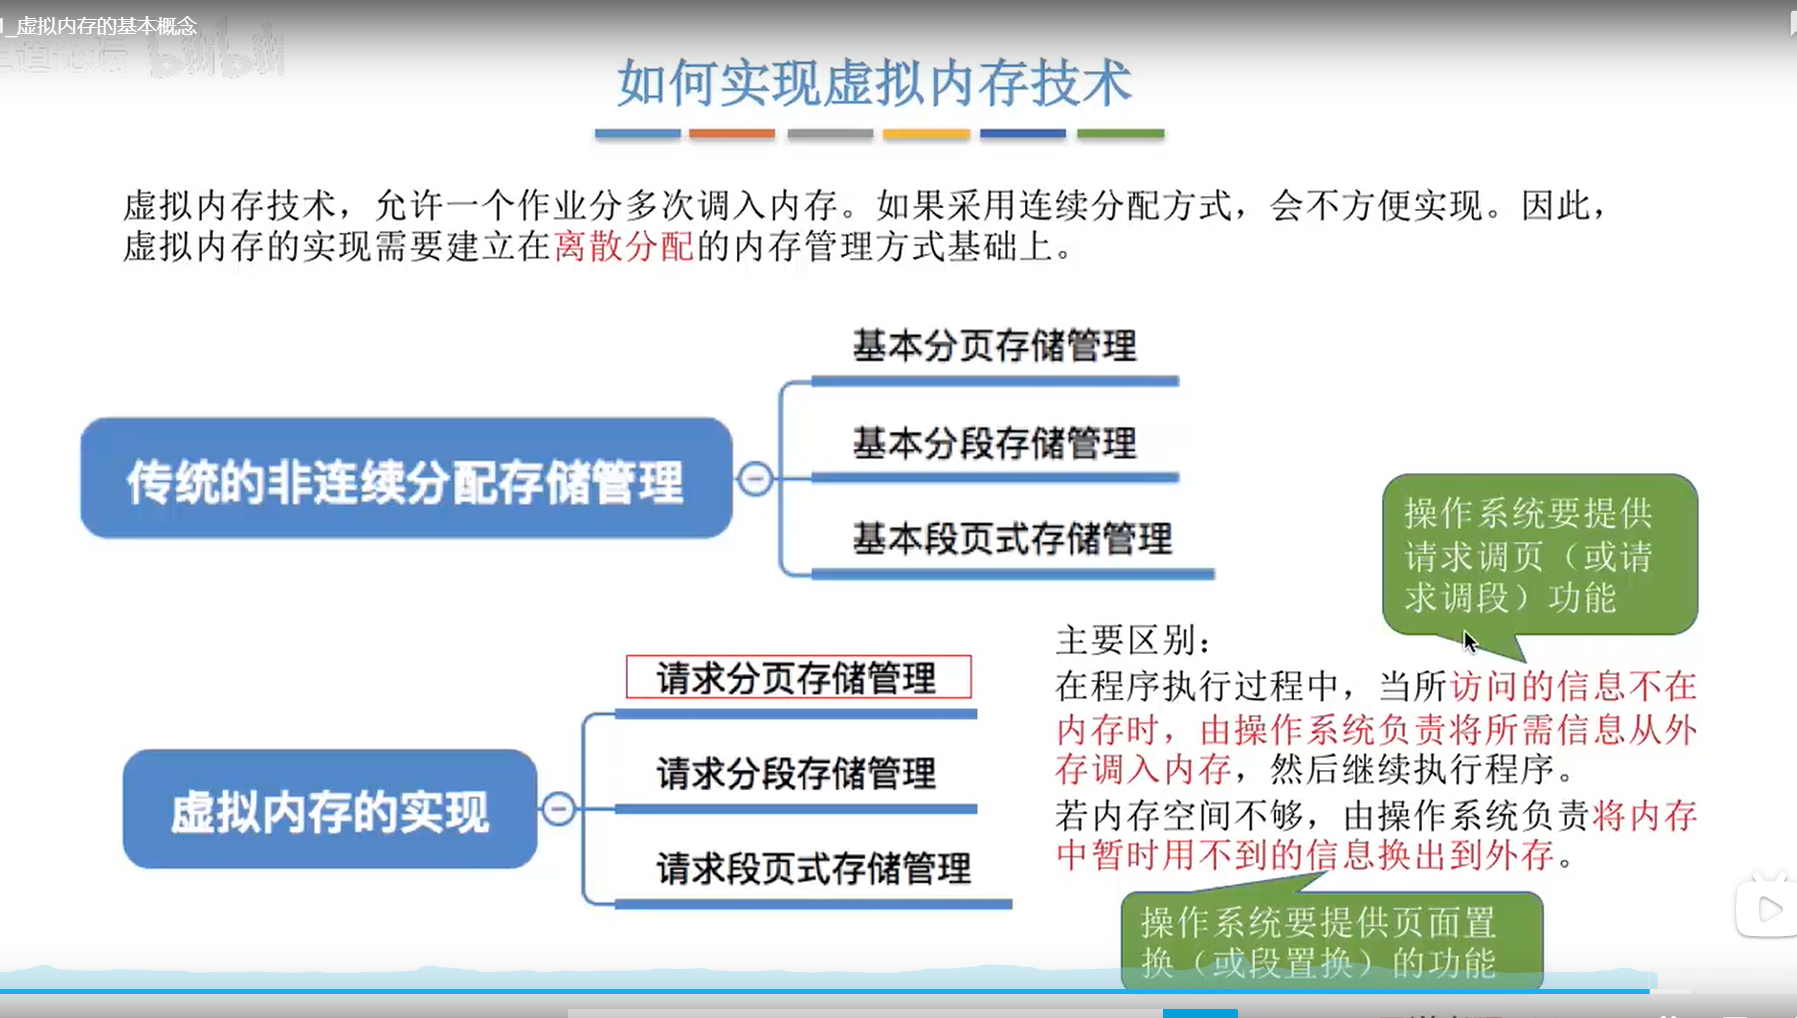 1_虚拟内存的基本概念
bilibili
如何实现虚拟内存技术
虚拟内存技术，允许一个作业分多次调入内存。如果采用连续分配方式，会不方便实现。因此，
虚拟内存的实现需要建立在离散分配的内存管理方式基础上。
基本分页存储管理
传统的非连续分配存储管理
基本分段存储管理
基本段页式存储管理
操作系统要提供
请求调页（或请
求调段）功能
请求分页存储管理
虚拟内存的实现
请求分段存储管理
请求段页式存储管理
主要区别：
在程序执行过程中，当所访问的信息不在
内存时，由操作系统负责将所需信息从外
存调入内存，然后继续执行程序。
若内存空间不够，由操作系统负责将内存
中暂时用不到的信息换出到外存。
操作系统要提供页面置
换（或段置换）的功能